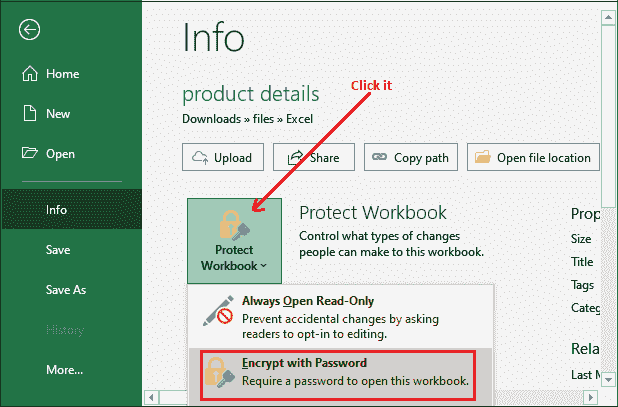 Info
Home
New
Open
Info
Save
Save As
History
More...
product details
Click it
Downloads » files » Excel
Upload
Share
Copy path
Open file location
Protect
Workbook
Protect Workbook
Control what types of changes
people can make to this workbook.
Always Open Read-Only
Prevent accidental changes by asking
readers to opt-in to editing.
Encrypt with Password
Require a password to open this workbook.
Prop
Size
Title
Tags
Categ
Rela
Last M